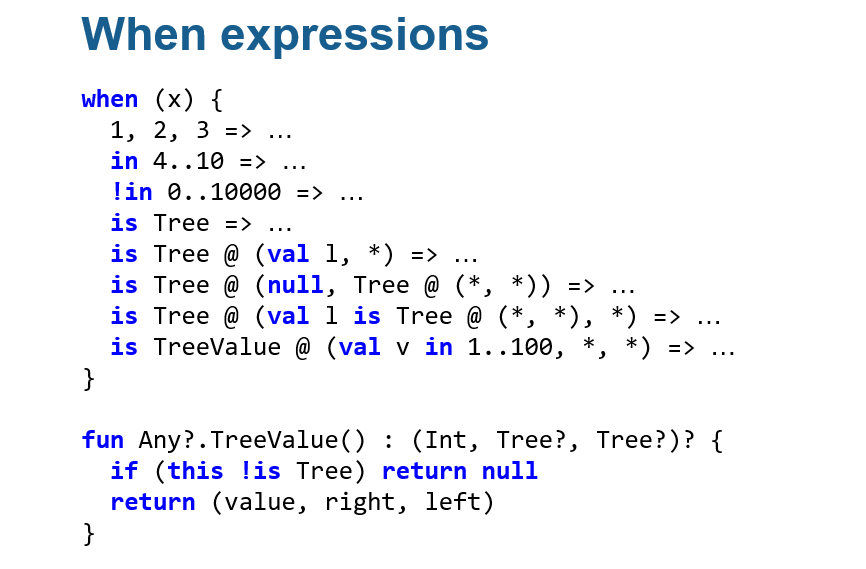 When expressions
when (x) {
  1, 2, 3 => …
  in 4..10 => …
  !in 0..10000 => …
  is Tree => …
  is Tree @ (val l, *) => …
  is Tree @ (null, Tree @ (*, *)) => …
  is Tree @ (val l is Tree @ (*, *), *) => …
  is TreeValue @ (val v in 1..100, *, *) => …
}
fun Any?.TreeValue() : (Int, Tree?, Tree?)? {
  if (this !is Tree) return null
  return (value, right, left)
}